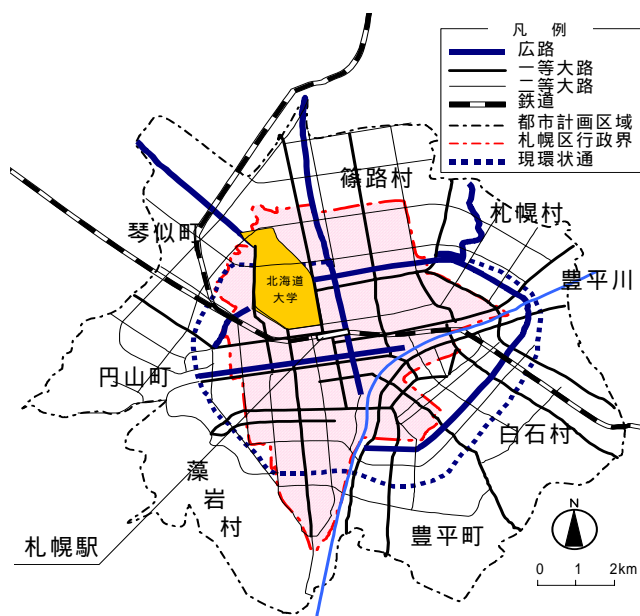 凡 例
広路
一等大路
二等大路
鉄道
都市計画区域
札幌区行政界
現環状通
篠路村
札幌村
琴似町
豊平川
北海道
大学
円山町
白石村
藻岩村
豊平町
札幌駅
N
0 1 2km